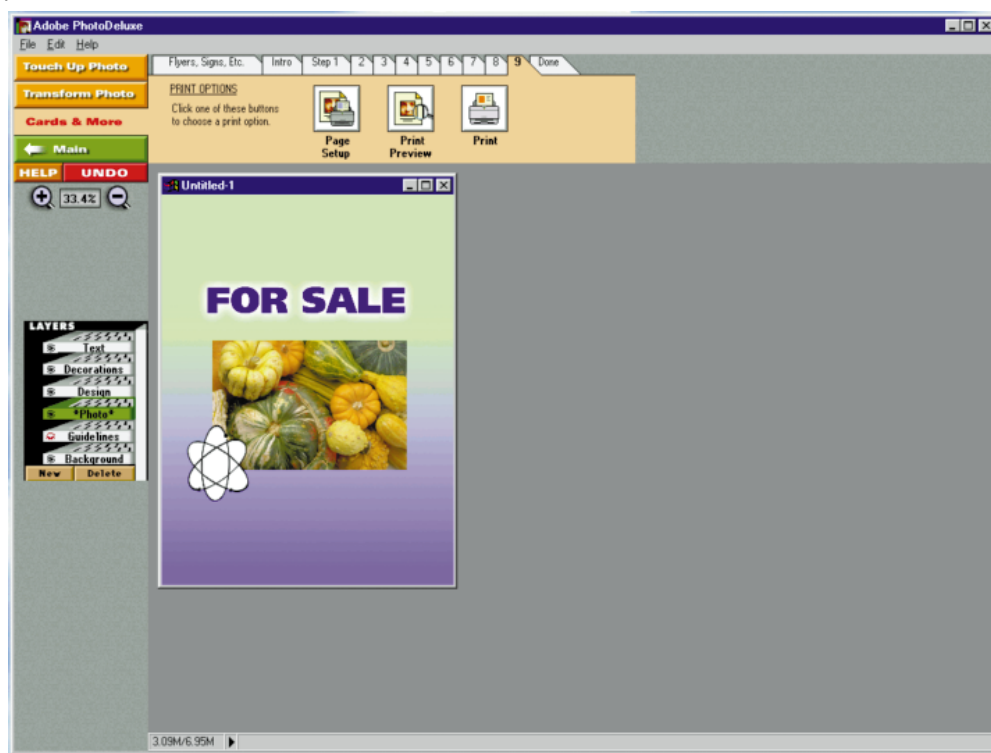 Adobe PhotoDeluxe
File Edit Help
Touch Up Photo
Transform Photo
Cards & More
Main
HELP UNDO
33.4%
Flyers, Signs, Etc. Intro Step 1 2 3 4 5 6 7 8 9 Done
PRINT OPTIONS
Click one of these buttons
to choose a print option.
Page
Setup
Print
Preview
Print
Untitled-1
FOR SALE
LAYERS
Text
Decorations
Design
*Photo*
Guidelines
Background
New Delete
3.09M/6.95M